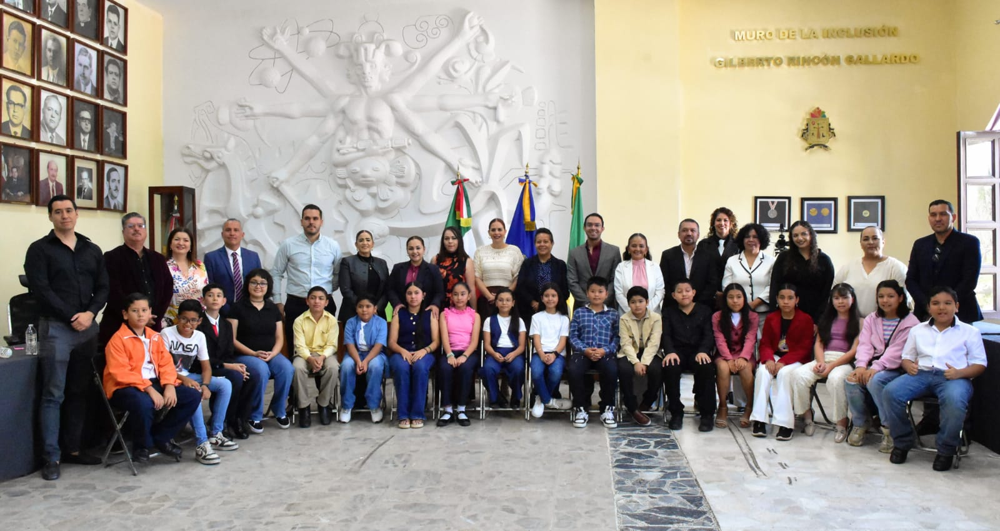 MURO DE LA INCLUSIÓN
GILBERTO RINCÓN GALLARDO
NASA